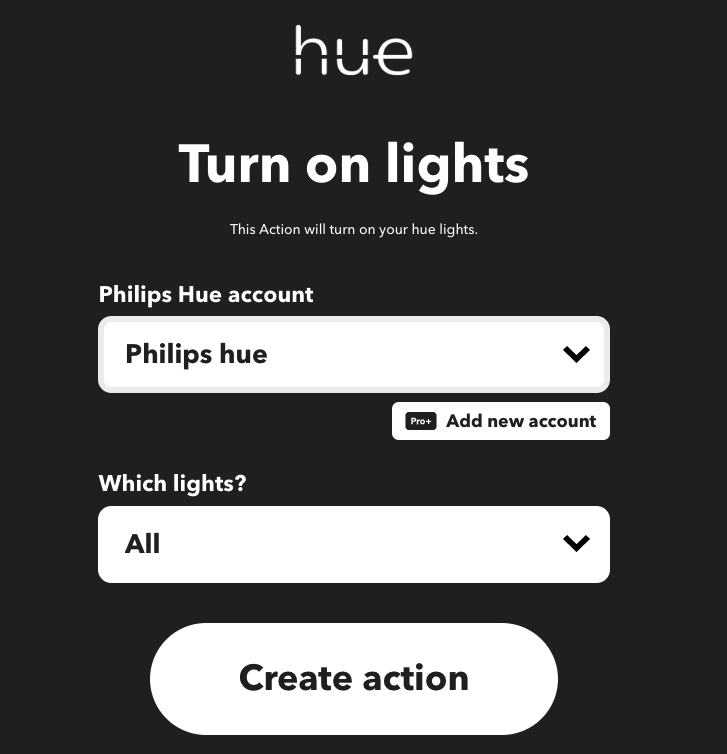 hue
Turn on lights
This Action will turn on your hue lights.
Philips Hue account
Philips hue
Pro+ Add new account
Which lights?
All
Create action